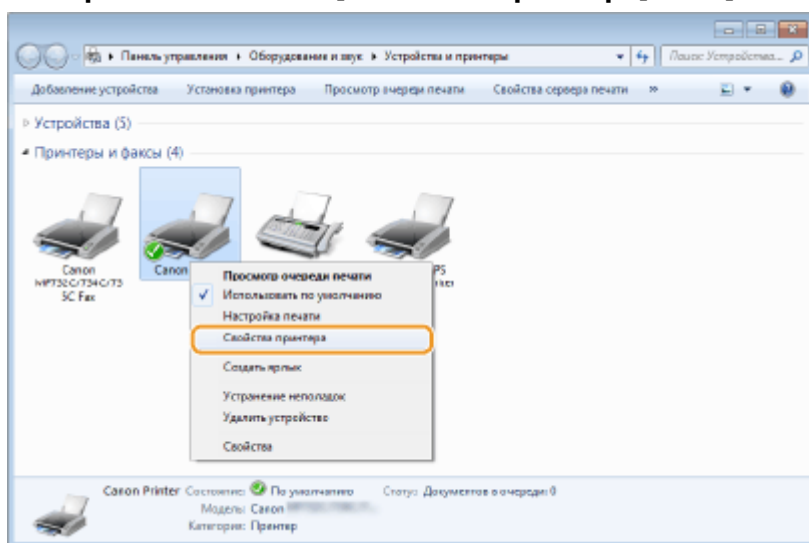 Панель управления ▸ Оборудование и звук ▸ Устройства и принтеры
Поиск: Устройства...
Добавление устройства Установка принтера Просмотр очереди печати Свойства сервера печати »
Устройства (5)
Принтеры и факсы (4)
Canon
MF732C/734C/73
5C Fax
Canon
PS
Просмотр очереди печати
Использовать по умолчанию
Настройка печати
Свойства принтера
Создать ярлык
Устранение неполадок
Удалить устройство
Свойства
Canon Printer Состояние: По умолчанию Статус: Документов в очереди: 0
Модель: Canon
Категория: Принтер